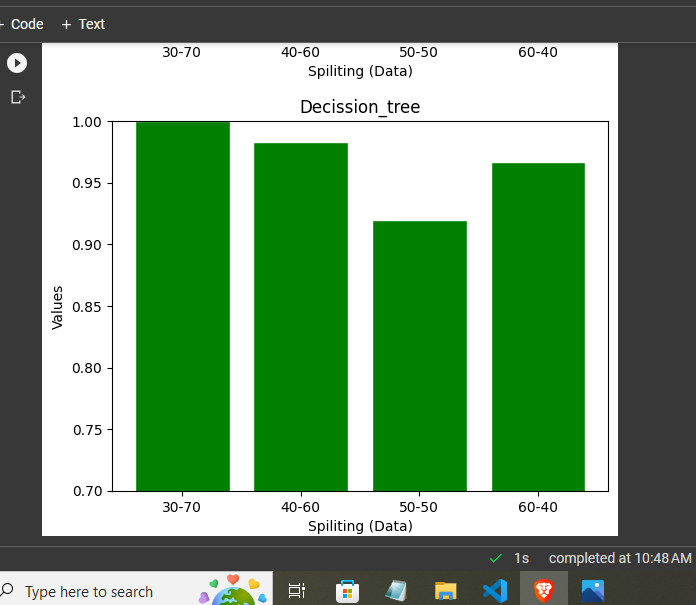 + Code + Text
30-70 40-60 50-50 60-40
Spiliting (Data)
Decission_tree
1.00
0.95
0.90
0.85
0.80
0.75
0.70
Values
30-70 40-60 50-50 60-40
Spiliting (Data)
1s completed at 10:48 AM
Type here to search